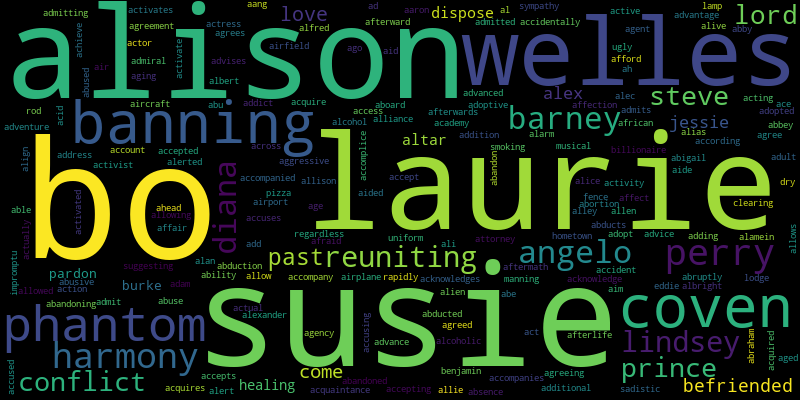 alison
welles
bo
laurie
susie
banning
phantom
harmony
coven
perry
angelo
reuniting
past
diana
barney
steve
lord
love
dispose
alex
jessie
altar
lindsey
prince
befriended
conflict
healing
come
burke
pardon
admitting
activates
actress
aang
agreement
agrees
afterward
ad
aaron
sympathy
al
admitted
accidentally
active
advantage
lamp
alive
abby
agent
ugly
afford
ah
actor
admiral
aging
activate
achieve
abused
air
airfield
alfred
ago
aid
advises
albert
advanced
adoptive
affection
alec
admits
acting
ace
adopted
alias
african
according
abbey
agree
rod
acid
aircraft
abu
addict
acquire
access
aboard
afterwards
alliance
academy
alcohol
adventure
account
accepted
activist
address
alerted
align
across
aggressive
accompanied
allison
accomplice
addition
alarm
smoking
musical
billionaire
abigail
aide
adult
dry
abandon
accept
aided
alice
activity
fence
affect
abortion
alley
allen
clearing
pizza
airport
age
accuses
able
ahead
allowing
affair
activated
actually
add
regardless
afraid
uniform
ali
attorney
abducts
hometown
adopt
advice
adding
alamein
allows
impromptu
suggesting
alan
ability
abduction
allow
accompany
airplane
rapidly
acknowledges
aftermath
accident
acknowledge
abruptly
eddie
albright
lodge
allowed
abusive
action
adam
abandoning
admit
abuse
actual
alexander
alien
abe
manning
aim
abducted
agreed
act
afterlife
agency
accusing
advance
alcoholic
abraham
acquired
aged
accused
accepts
acquires
alert
acquaintance
abandoned
accepting
benjamin
allie
accompanies
absence
agreeing
additional
sadistic